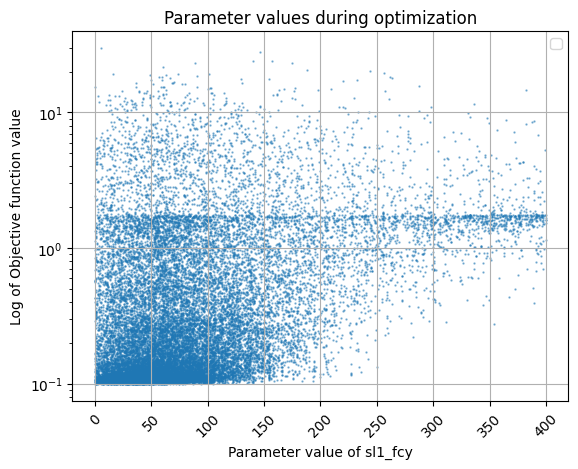 Parameter values during optimization
Log of Objective function value
10¹
10⁰
10⁻¹
0 50 100 150 200 250 300 350 400
Parameter value of sl1_fcy